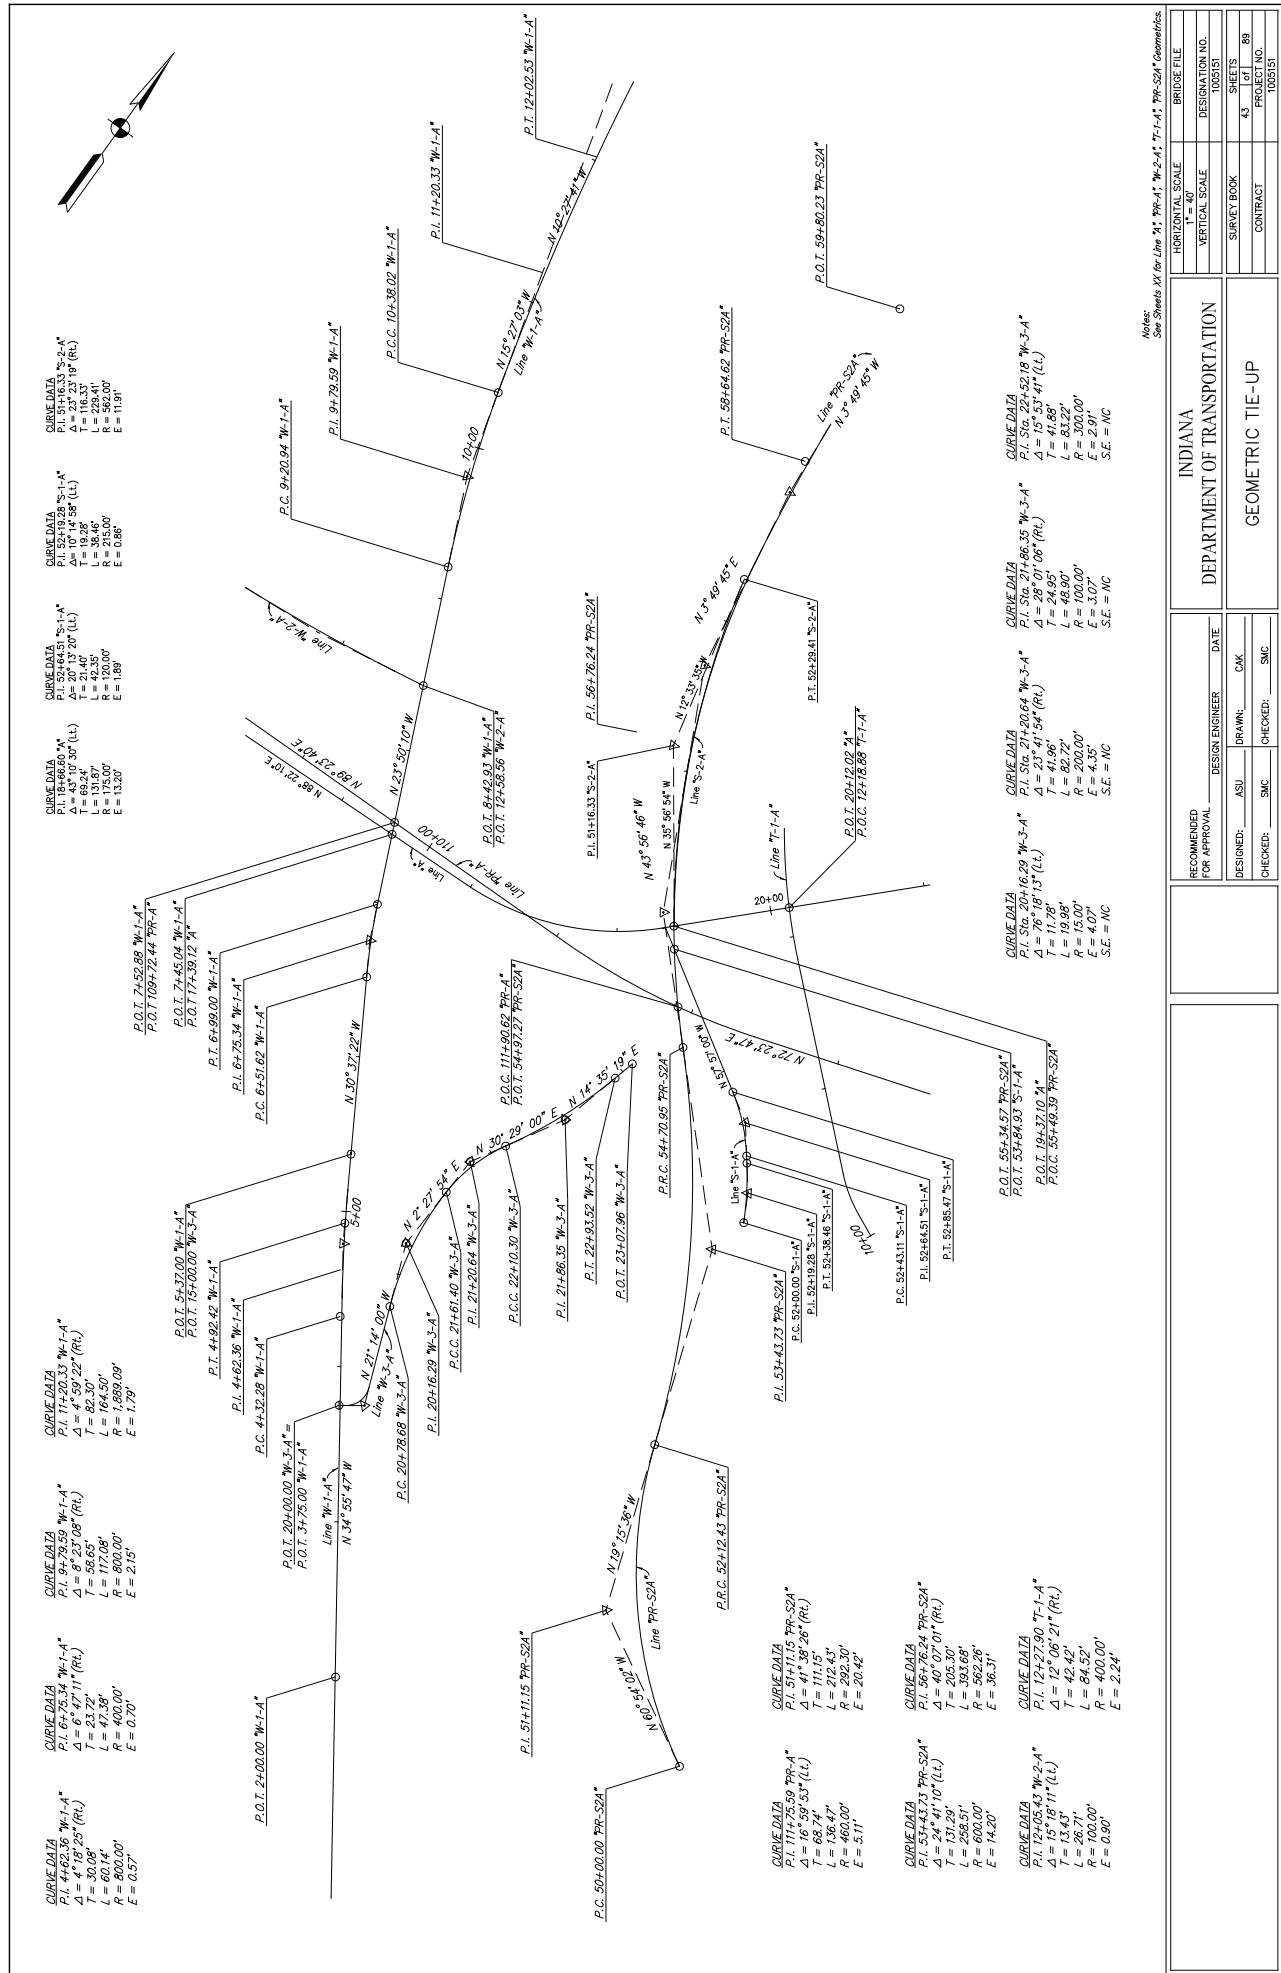 CURVE DATA
P.I. 4+62.36 "W-1-A"
Δ = 4° 18' 25" (Rt.)
T = 30.08'
L = 60.14'
R = 800.00'
E = 0.57'
CURVE DATA
P.I. 6+75.34 "W-1-A"
Δ = 6° 47' 11" (Rt.)
T = 23.72'
L = 47.38'
R = 400.00'
E = 0.70'
CURVE DATA
P.I. 9+79.59 "W-1-A"
Δ = 8° 23' 08" (Rt.)
T = 58.65'
L = 117.08'
R = 800.00'
E = 2.15'
CURVE DATA
P.I. 11+20.33 "W-1-A"
Δ = 4° 59' 22" (Rt.)
T = 82.30'
L = 164.50'
R = 1,889.09'
E = 1.79'
CURVE DATA
P.I. 18+66.60 "A"
Δ = 43° 10' 30" (Lt.)
T = 69.24'
L = 131.87'
R = 175.00'
E = 13.20'
CURVE DATA
P.I. 52+64.51 "S-1-A"
Δ = 20° 13' 20" (Lt.)
T = 21.40'
L = 42.35'
R = 120.00'
E = 1.89'
CURVE DATA
P.I. 52+19.28 "S-1-A"
Δ = 10° 14' 58" (Lt.)
T = 19.28'
L = 38.46'
R = 215.00'
E = 0.86'
CURVE DATA
P.I. 51+16.33 "S-2-A"
Δ = 23° 23' 19" (Rt.)
T = 116.33'
L = 229.41'
R = 562.00'
E = 11.91'
P.O.T. 2+00.00 "W-1-A"
P.O.T. 20+00.00 "W-3-A" =
P.O.T. 3+75.00 "W-1-A"
Line "W-1-A"
N 34° 55' 47" W
P.C. 4+32.28 "W-1-A"
P.I. 4+62.36 "W-1-A"
P.T. 4+92.42 "W-1-A"
P.O.T. 5+37.00 "W-1-A"
P.O.T. 15+00.00 "W-3-A"
5+00
N 30° 37' 22" W
P.C. 6+51.62 "W-1-A"
P.I. 6+75.34 "W-1-A"
P.T. 6+99.00 "W-1-A"
P.O.T. 7+45.04 "W-1-A"
P.O.T 17+39.12 "A"
P.O.T. 7+52.88 "W-1-A"
P.O.T 109+72.44 "PR-A"
N 88° 22' 10" E
N 89° 23' 40" E
N 23° 50' 10" W
Line "W-2-A"
P.O.T. 8+42.93 "W-1-A"
P.O.T. 12+58.56 "W-2-A"
110+00
Line "A"
Line "PR-A"
P.C. 9+20.94 "W-1-A"
P.I. 9+79.59 "W-1-A"
10+00
P.C.C. 10+38.02 "W-1-A"
N 15° 27' 03" W
Line "W-1-A"
P.I. 11+20.33 "W-1-A"
N 10° 27' 41" W
P.T. 12+02.53 "W-1-A"
Line "W-3-A"
N 21° 14' 00" W
P.C. 20+78.68 "W-3-A"
P.I. 20+16.29 "W-3-A"
N 2° 27' 54" E
P.C.C. 21+61.40 "W-3-A"
P.I. 21+20.64 "W-3-A"
N 30° 29' 00" E
P.C.C. 22+10.30 "W-3-A"
P.I. 21+86.35 "W-3-A"
N 14° 35' 19" E
P.T. 22+93.52 "W-3-A"
P.O.T. 23+07.96 "W-3-A"
P.C. 50+00.00 "PR-S2A"
N 60° 54' 02" W
P.I. 51+11.15 "PR-S2A"
Line "PR-S2A"
N 19° 15' 36" W
P.R.C. 52+12.43 "PR-S2A"
P.I. 53+43.73 "PR-S2A"
P.R.C. 54+70.95 "PR-S2A"
P.O.C. 111+90.62 "PR-A"
P.O.T. 54+97.27 "PR-S2A"
N 43° 56' 46" W
N 35° 56' 54" W
P.I. 51+16.33 "S-2-A"
P.I. 56+76.24 "PR-S2A"
Line "S-2-A"
N 12° 33' 35" W
N 3° 49' 45" E
P.T. 52+29.41 "S-2-A"
P.T. 58+64.62 "PR-S2A"
Line "PR-S2A"
N 3° 49' 45" W
P.O.T. 59+80.23 "PR-S2A"
P.O.T. 20+12.02 "A"
P.O.C. 12+18.88 "T-1-A"
Line "T-1-A"
20+00
N 72° 23' 47" E
N 57° 57' 00" W
Line "S-1-A"
P.C. 52+00.00 "S-1-A"
P.I. 52+19.28 "S-1-A"
P.T. 52+38.46 "S-1-A"
10+00
P.C. 52+43.11 "S-1-A"
P.I. 52+64.51 "S-1-A"
P.T. 52+85.47 "S-1-A"
P.O.T. 55+34.57 "PR-S2A"
P.O.T. 53+84.93 "S-1-A"
P.O.T. 19+37.10 "A"
P.O.C. 55+49.39 "PR-S2A"
CURVE DATA
P.I. 111+75.59 "PR-A"
Δ = 16° 59' 53" (Lt.)
T = 68.74'
L = 136.47'
R = 460.00'
E = 5.11'
CURVE DATA
P.I. 51+11.15 "PR-S2A"
Δ = 41° 38' 26" (Rt.)
T = 111.15'
L = 212.43'
R = 292.30'
E = 20.42'
CURVE DATA
P.I. 53+43.73 "PR-S2A"
Δ = 24° 41' 10" (Lt.)
T = 131.29'
L = 258.51'
R = 600.00'
E = 14.20'
CURVE DATA
P.I. 56+76.24 "PR-S2A"
Δ = 40° 07' 01" (Rt.)
T = 205.30'
L = 393.68'
R = 562.26'
E = 36.31'
CURVE DATA
P.I. 12+05.43 "W-2-A"
Δ = 15° 18' 11" (Lt.)
T = 13.43'
L = 26.71'
R = 100.00'
E = 0.90'
CURVE DATA
P.I. 12+27.90 "T-1-A"
Δ = 12° 06' 21" (Rt.)
T = 42.42'
L = 84.52'
R = 400.00'
E = 2.24'
CURVE DATA
P.I. Sta. 20+16.29 "W-3-A"
Δ = 76° 18' 13" (Lt.)
T = 11.78'
L = 19.98'
R = 15.00'
E = 4.07'
S.E. = NC
CURVE DATA
P.I. Sta. 21+20.64 "W-3-A"
Δ = 23° 41' 54" (Rt.)
T = 41.96'
L = 82.72'
R = 200.00'
E = 4.35'
S.E. = NC
CURVE DATA
P.I. Sta. 21+86.35 "W-3-A"
Δ = 28° 01' 06" (Rt.)
T = 24.95'
L = 48.90'
R = 100.00'
E = 3.07'
S.E. = NC
CURVE DATA
P.I. Sta. 22+52.18 "W-3-A"
Δ = 15° 53' 41" (Lt.)
T = 41.88'
L = 83.22'
R = 300.00'
E = 2.91'
S.E. = NC
Notes:
See Sheets XX for Line "A", "PR-A", "W-2-A", "T-1-A", "PR-S2A" Geometrics.
RECOMMENDED
FOR APPROVAL
DESIGN ENGINEER DATE
DESIGNED: ASU DRAWN: CAK
CHECKED: SMC CHECKED: SMC
INDIANA
DEPARTMENT OF TRANSPORTATION
GEOMETRIC TIE-UP
HORIZONTAL SCALE BRIDGE FILE
1" = 40'
VERTICAL SCALE DESIGNATION NO.
1005151
SURVEY BOOK SHEETS
43 of 89
CONTRACT PROJECT NO.
1005151